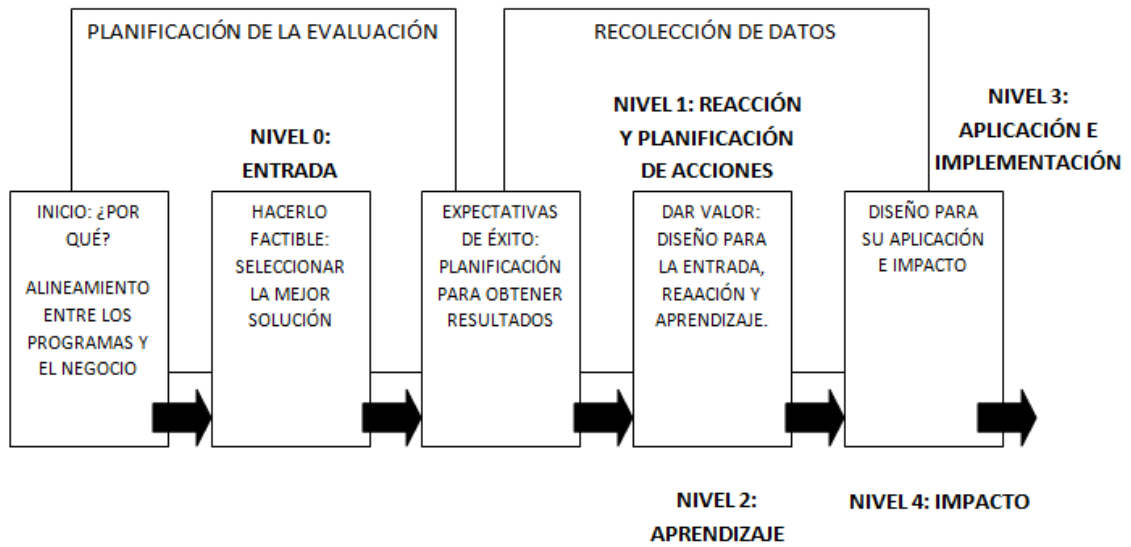 PLANIFICACIÓN DE LA EVALUACIÓN
RECOLECCIÓN DE DATOS
NIVEL 0:
ENTRADA
NIVEL 1: REACCIÓN
Y PLANIFICACIÓN
DE ACCIONES
NIVEL 3:
APLICACIÓN E
IMPLEMENTACIÓN
INICIO: ¿POR
QUÉ?
ALINEAMIENTO
ENTRE LOS
PROGRAMAS Y
EL NEGOCIO
HACERLO
FACTIBLE:
SELECCIONAR
LA MEJOR
SOLUCIÓN
EXPECTATIVAS
DE ÉXITO:
PLANIFICACIÓN
PARA OBTENER
RESULTADOS
DAR VALOR:
DISEÑO PARA
LA ENTRADA,
REAACIÓN Y
APRENDIZAJE.
DISEÑO PARA
SU APLICACIÓN
E IMPACTO
NIVEL 2:
APRENDIZAJE
NIVEL 4: IMPACTO